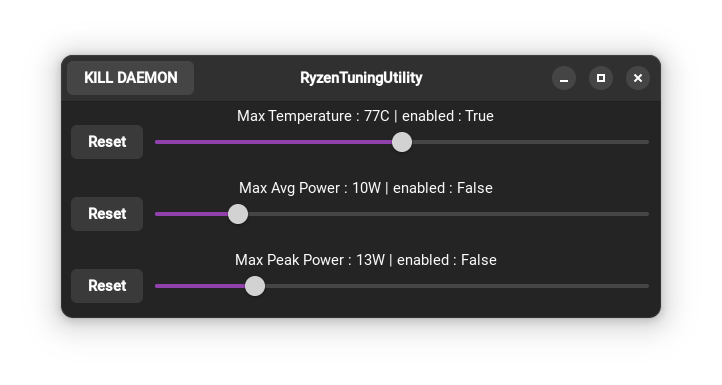 KILL DAEMON
RyzenTuningUtility
Max Temperature : 77C | enabled : True
Reset
Max Avg Power : 10W | enabled : False
Reset
Max Peak Power : 13W | enabled : False
Reset